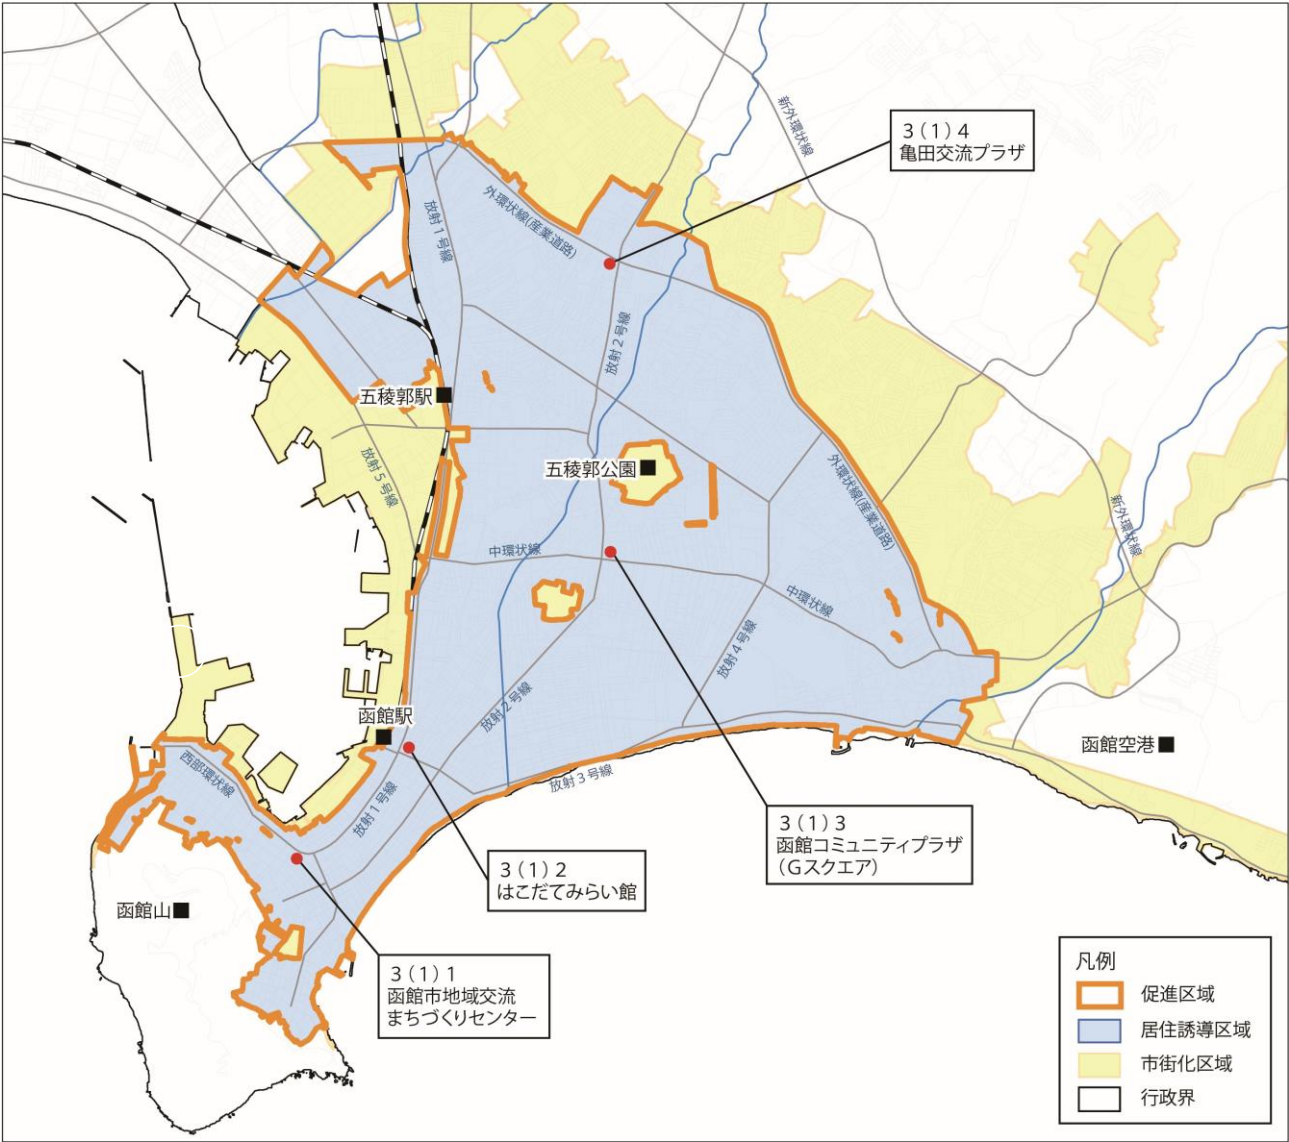 新外環状線
3(1)4
亀田交流プラザ
放射1号線
外環状線(産業道路)
放射2号線
五稜郭駅
放射5号線
五稜郭公園
外環状線(産業道路)
新外環状線
中環状線
中環状線
放射4号線
函館駅
放射2号線
函館空港
西部環状線
放射1号線
放射3号線
3(1)3
函館コミュニティプラザ
(Gスクエア)
3(1)2
はこだてみらい館
函館山
3(1)1
函館市地域交流
まちづくりセンター
凡例
促進区域
居住誘導区域
市街化区域
行政界